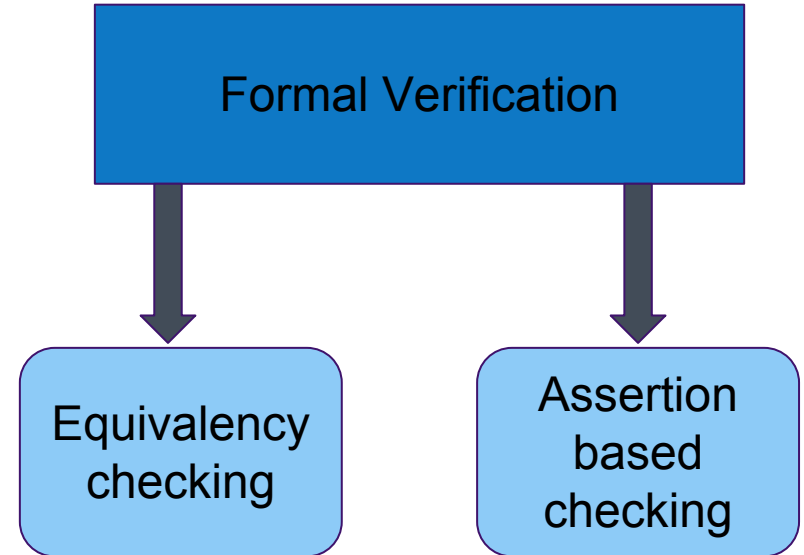 Formal Verification
Equivalency
checking
Assertion
based
checking